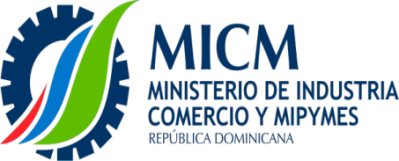 MICM
MINISTERIO DE INDUSTRIA
COMERCIO Y MIPYMES
REPÚBLICA DOMINICANA